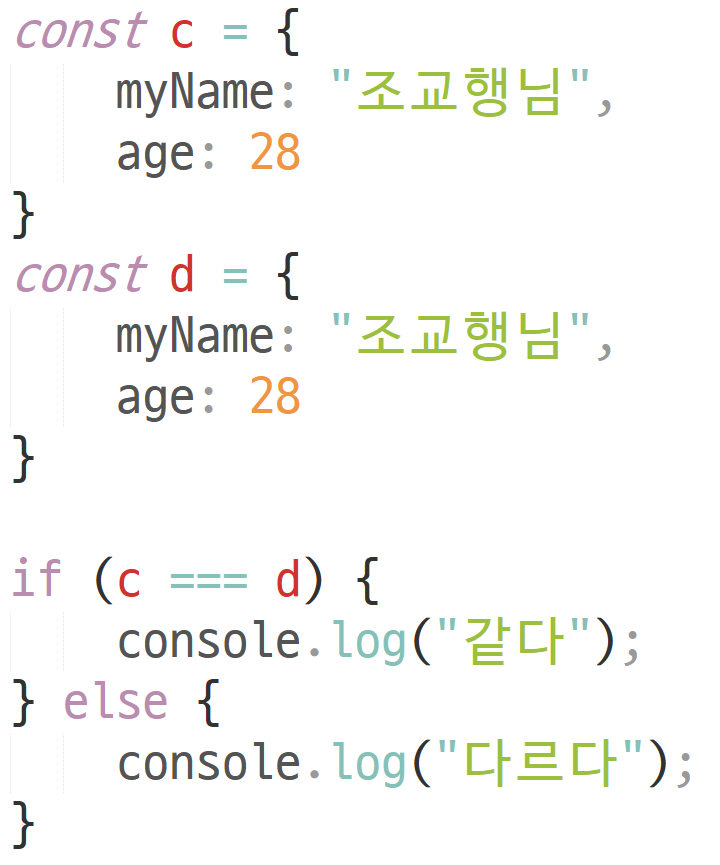 const c = {
    myName: "조교행님",
    age: 28
}
const d = {
    myName: "조교행님",
    age: 28
}

if (c === d) {
    console.log("같다");
} else {
    console.log("다르다");
}